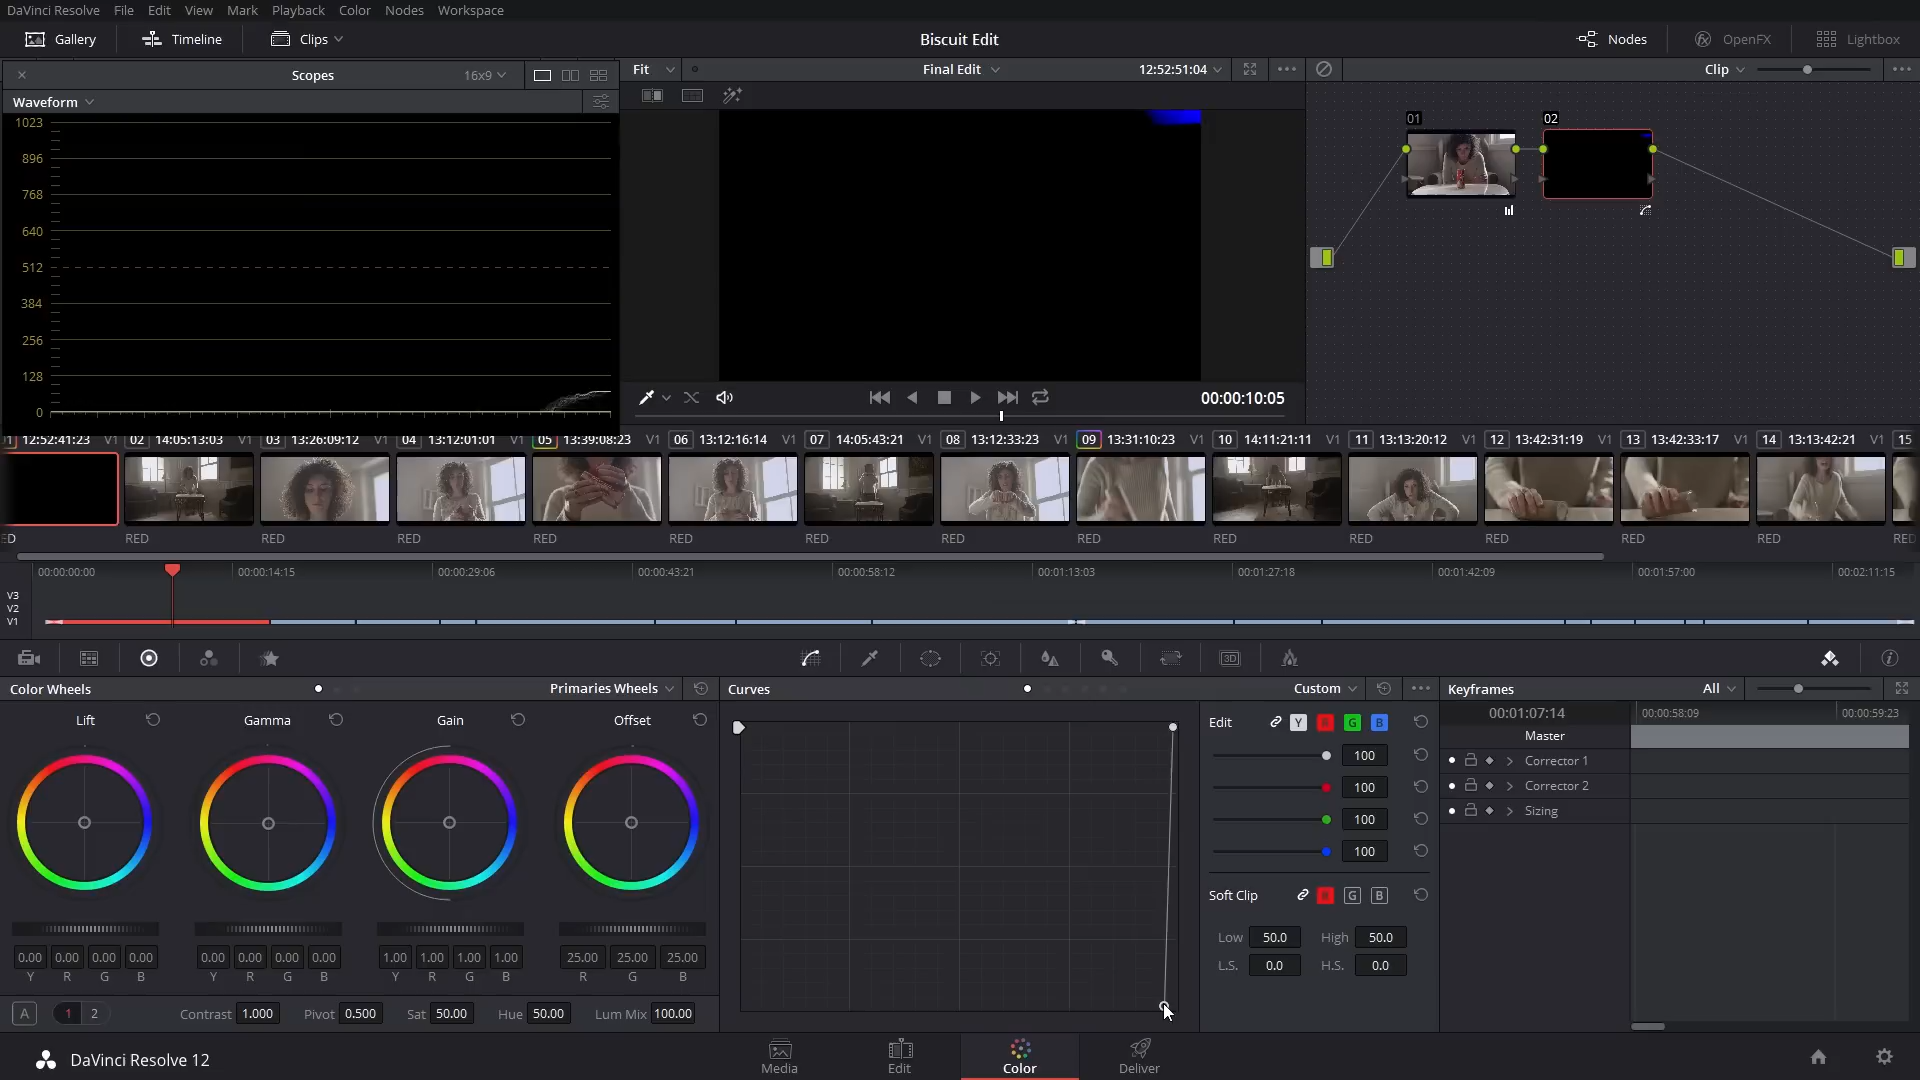 DaVinci Resolve File Edit View Mark Playback Color Nodes Workspace
Gallery Timeline Clips Biscuit Edit Nodes OpenFX Lightbox
Scopes 16x9 Fit Final Edit 12:52:51:04 Clip
Waveform
1023
896
768
640
512
384
256
128
0
01 02
00:00:10:05
12:52:41:23 V1 02 14:05:13:03 V1 03 13:26:09:12 V1 04 13:12:01:01 V1 05 13:39:08:23 V1 06 13:12:16:14 V1 07 14:05:43:21 V1 08 13:12:33:23 V1 09 13:31:10:23 V1 10 14:11:21:11 V1 11 13:13:20:12 V1 12 13:42:31:19 V1 13 13:42:33:17 V1 14 13:13:42:21 V1 15
ED RED RED RED RED RED RED RED RED RED RED RED RED RED RED
00:00:00:00 00:00:14:15 00:00:29:06 00:00:43:21 00:00:58:12 00:01:13:03 00:01:27:18 00:01:42:09 00:01:57:00 00:02:11:15
V3
V2
V1
3D
Color Wheels Primaries Wheels Curves Custom Keyframes All
Lift Gamma Gain Offset
Edit Y R G B
100
100
100
100
Soft Clip R G B
Low 50.0 High 50.0
L.S. 0.0 H.S. 0.0
00:01:07:14 00:00:58:09 00:00:59:23
Master
Corrector 1
Corrector 2
Sizing
0.00 0.00 0.00 0.00 0.00 0.00 0.00 0.00 1.00 1.00 1.00 1.00 25.00 25.00 25.00
Y R G B Y R G B Y R G B R G B
A 1 2 Contrast 1.000 Pivot 0.500 Sat 50.00 Hue 50.00 Lum Mix 100.00
DaVinci Resolve 12 Media Edit Color Deliver